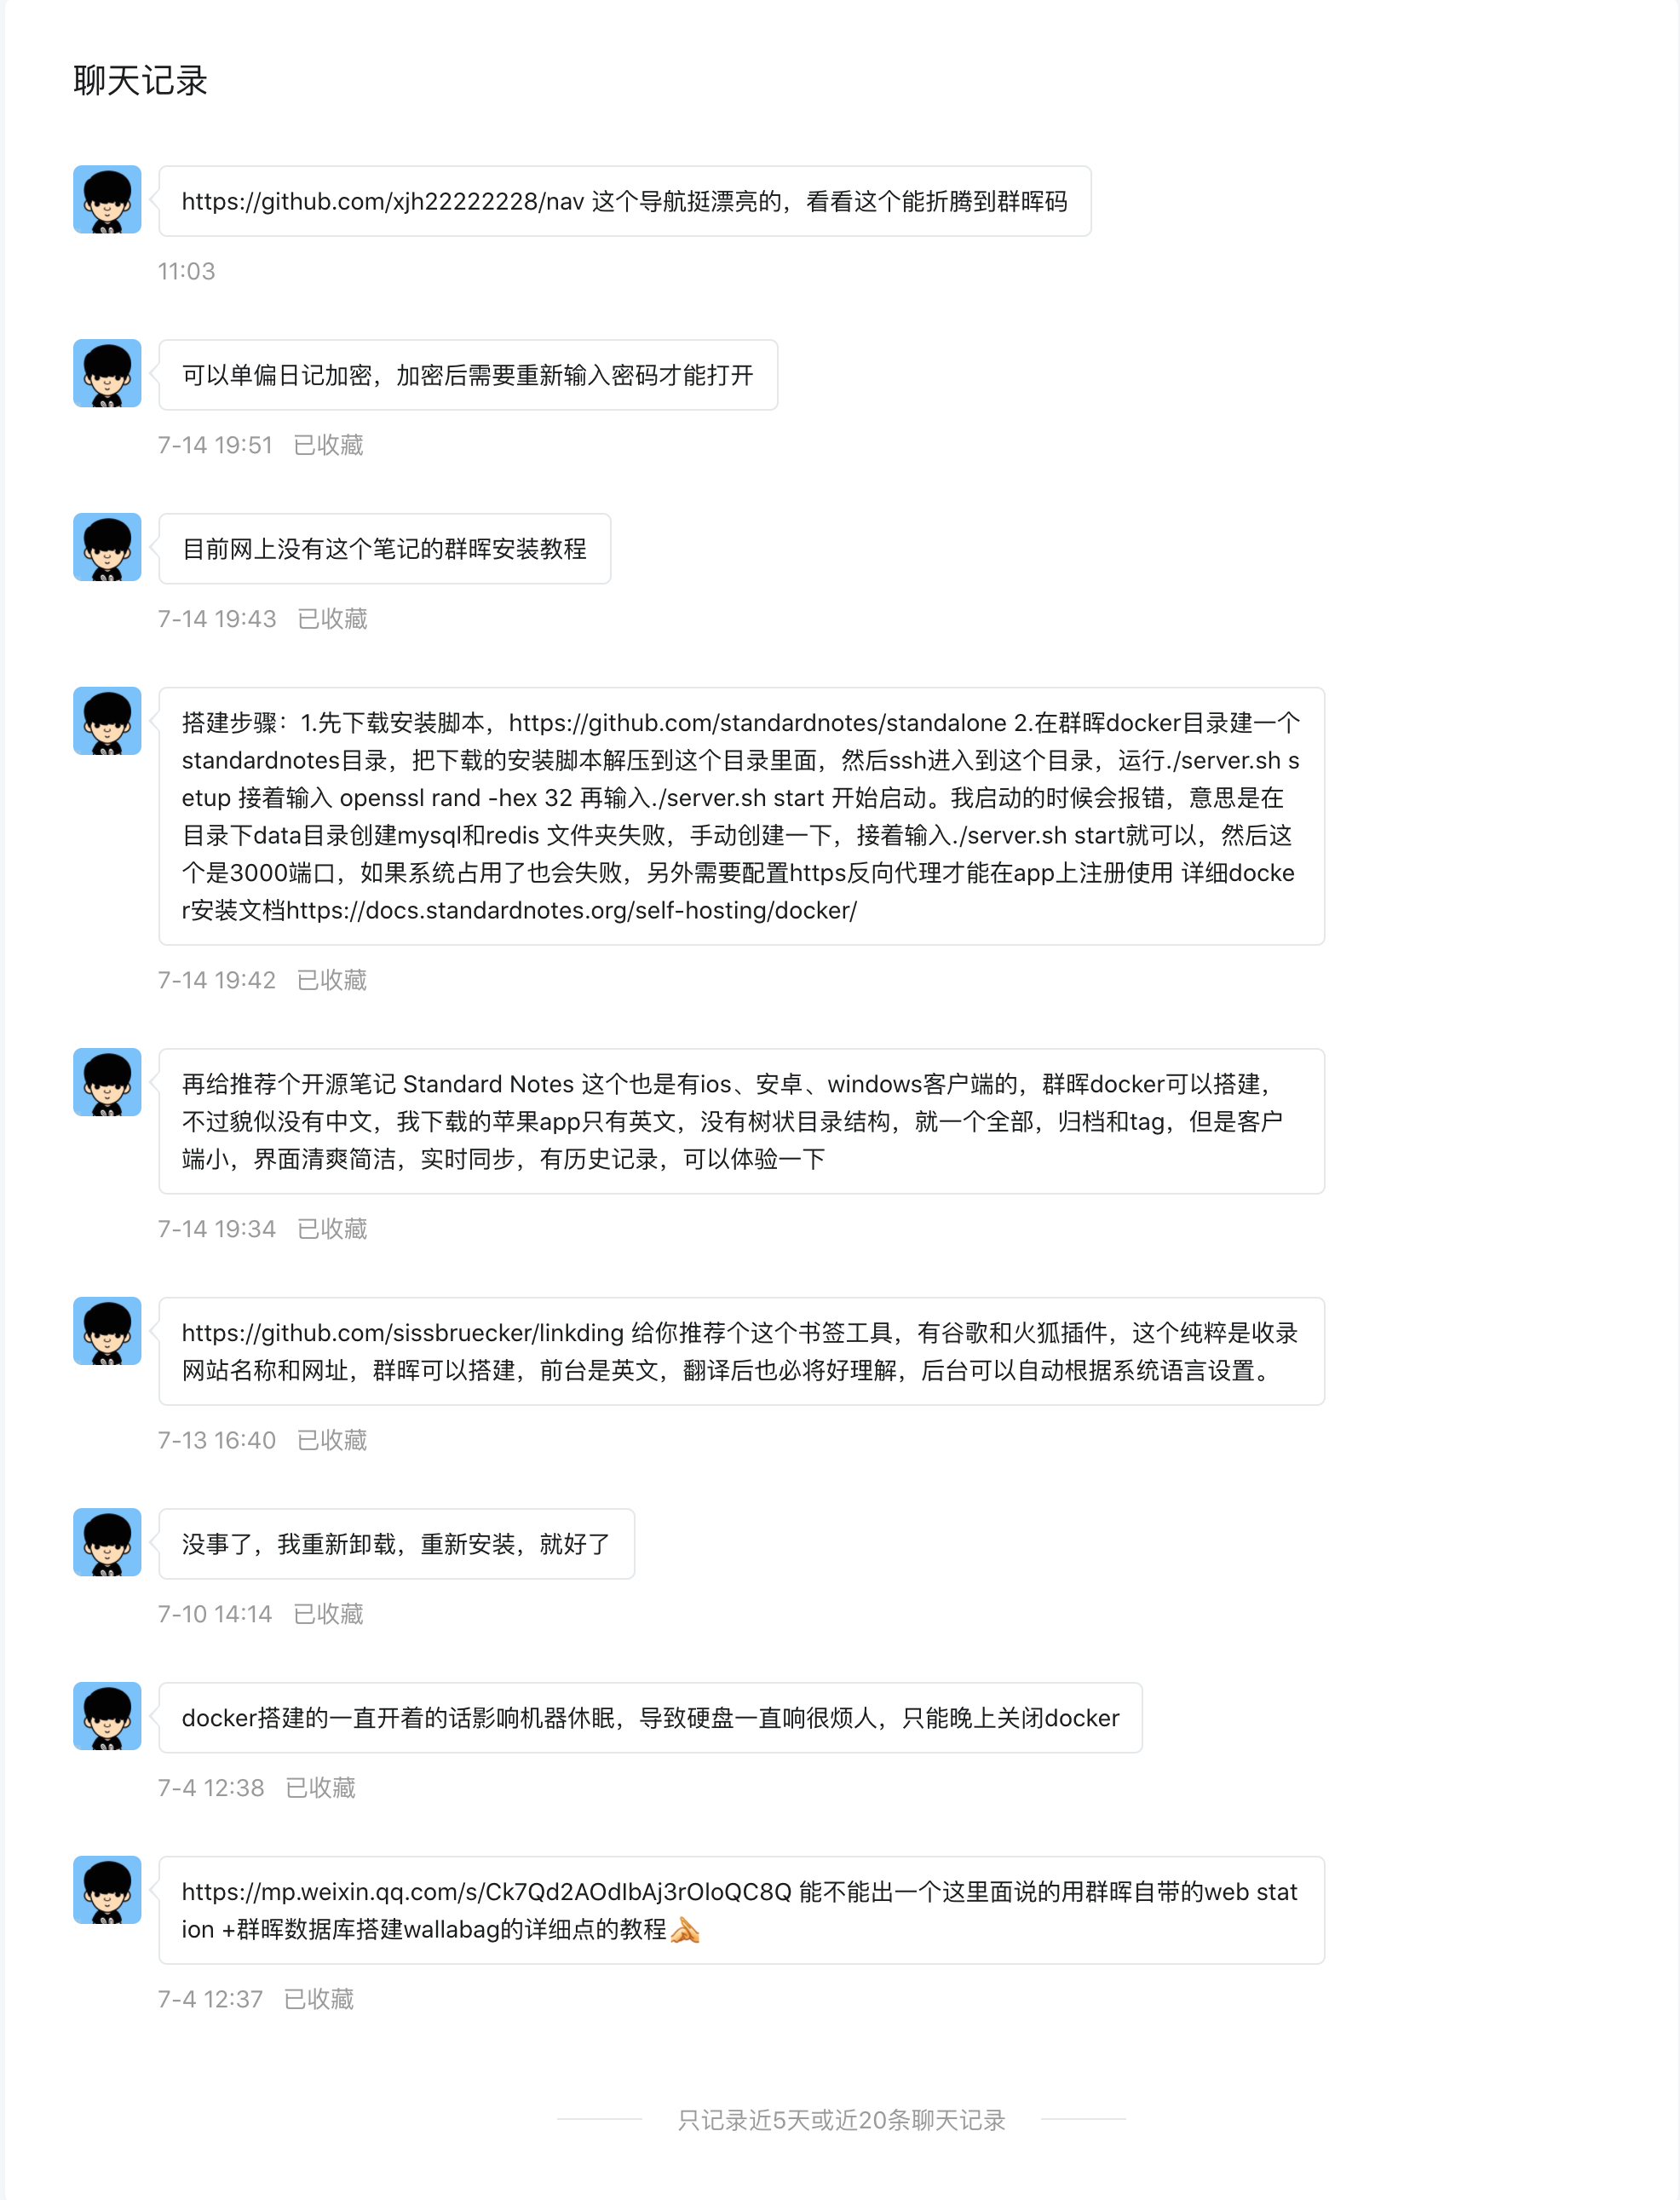 聊天记录
https://github.com/xjh22222228/nav 这个导航挺漂亮的，看看这个能折腾到群晖码
11:03
可以单偏日记加密，加密后需要重新输入密码才能打开
7-14 19:51 已收藏
目前网上没有这个笔记的群晖安装教程
7-14 19:43 已收藏
搭建步骤：1.先下载安装脚本，https://github.com/standardnotes/standalone 2.在群晖docker目录建一个
standardnotes目录，把下载的安装脚本解压到这个目录里面，然后ssh进入到这个目录，运行./server.sh s
etup 接着输入 openssl rand -hex 32 再输入./server.sh start 开始启动。我启动的时候会报错，意思是在
目录下data目录创建mysql和redis 文件夹失败，手动创建一下，接着输入./server.sh start就可以，然后这
个是3000端口，如果系统占用了也会失败，另外需要配置https反向代理才能在app上注册使用 详细docke
r安装文档https://docs.standardnotes.org/self-hosting/docker/
7-14 19:42 已收藏
再给推荐个开源笔记 Standard Notes 这个也是有ios、安卓、windows客户端的，群晖docker可以搭建，
不过貌似没有中文，我下载的苹果app只有英文，没有树状目录结构，就一个全部，归档和tag，但是客户
端小，界面清爽简洁，实时同步，有历史记录，可以体验一下
7-14 19:34 已收藏
https://github.com/sissbruecker/linkding 给你推荐个这个书签工具，有谷歌和火狐插件，这个纯粹是收录
网站名称和网址，群晖可以搭建，前台是英文，翻译后也必将好理解，后台可以自动根据系统语言设置。
7-13 16:40 已收藏
没事了，我重新卸载，重新安装，就好了
7-10 14:14 已收藏
docker搭建的一直开着的话影响机器休眠，导致硬盘一直响很烦人，只能晚上关闭docker
7-4 12:38 已收藏
https://mp.weixin.qq.com/s/Ck7Qd2AOdlbAj3rOloQC8Q 能不能出一个这里面说的用群晖自带的web stat
ion +群晖数据库搭建wallabag的详细点的教程
7-4 12:37 已收藏
只记录近5天或近20条聊天记录